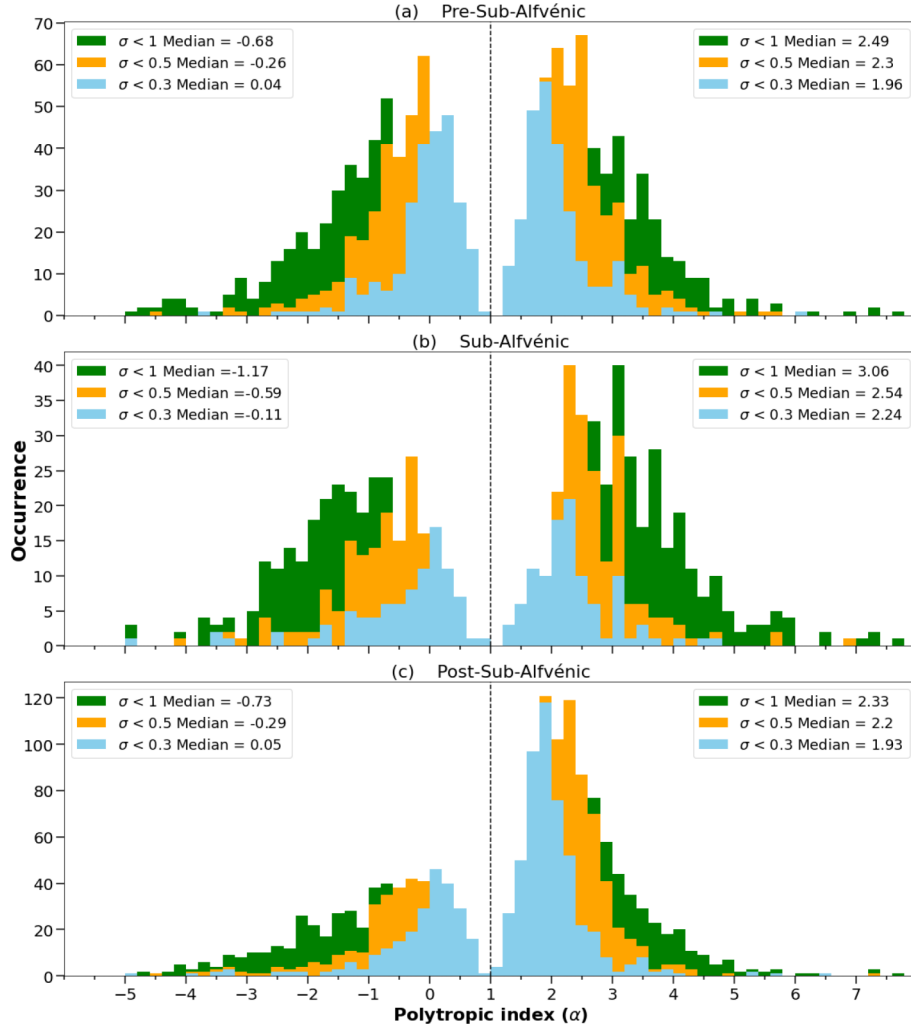 (a) Pre-Sub-Alfvénic
σ < 1 Median = -0.68
σ < 0.5 Median = -0.26
σ < 0.3 Median = 0.04
σ < 1 Median = 2.49
σ < 0.5 Median = 2.3
σ < 0.3 Median = 1.96
70
60
50
40
30
20
10
0
(b) Sub-Alfvénic
σ < 1 Median =-1.17
σ < 0.5 Median =-0.59
σ < 0.3 Median =-0.11
σ < 1 Median = 3.06
σ < 0.5 Median = 2.54
σ < 0.3 Median = 2.24
40
35
30
25
20
15
10
5
0
Occurrence
(c) Post-Sub-Alfvénic
σ < 1 Median = -0.73
σ < 0.5 Median = -0.29
σ < 0.3 Median = 0.05
σ < 1 Median = 2.33
σ < 0.5 Median = 2.2
σ < 0.3 Median = 1.93
120
100
80
60
40
20
0
−5 −4 −3 −2 −1 0 1 2 3 4 5 6 7
Polytropic index (α)